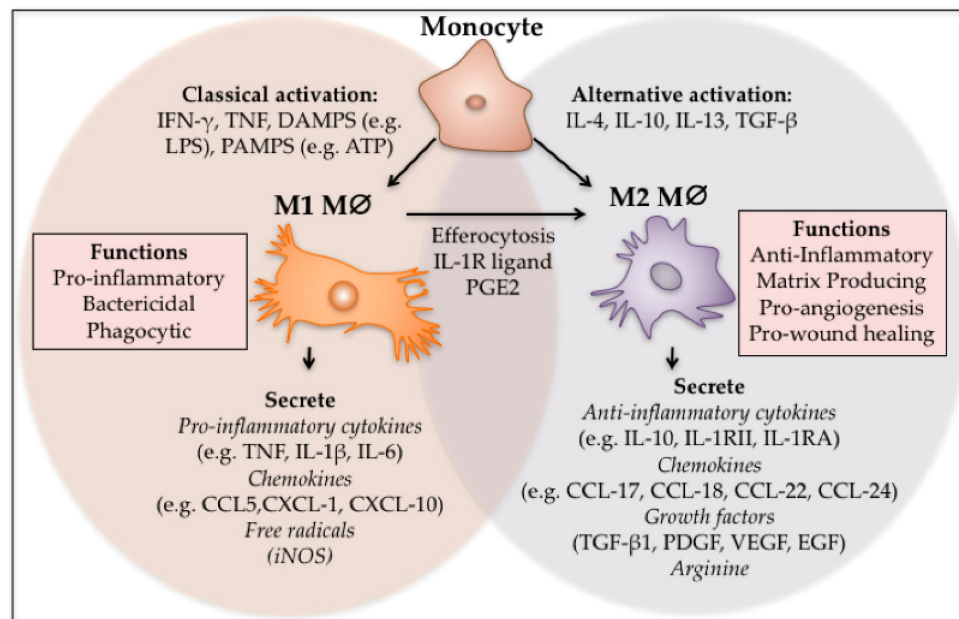 Monocyte
Classical activation:
IFN-γ, TNF, DAMPS (e.g.
LPS), PAMPS (e.g. ATP)
Alternative activation:
IL-4, IL-10, IL-13, TGF-β
M1 MØ
M2 MØ
Efferocytosis
IL-1R ligand
PGE2
Functions
Pro-inflammatory
Bactericidal
Phagocytic
Functions
Anti-Inflammatory
Matrix Producing
Pro-angiogenesis
Pro-wound healing
Secrete
Pro-inflammatory cytokines
(e.g. TNF, IL-1β, IL-6)
Chemokines
(e.g. CCL5,CXCL-1, CXCL-10)
Free radicals
(iNOS)
Secrete
Anti-inflammatory cytokines
(e.g. IL-10, IL-1RII, IL-1RA)
Chemokines
(e.g. CCL-17, CCL-18, CCL-22, CCL-24)
Growth factors
(TGF-β1, PDGF, VEGF, EGF)
Arginine